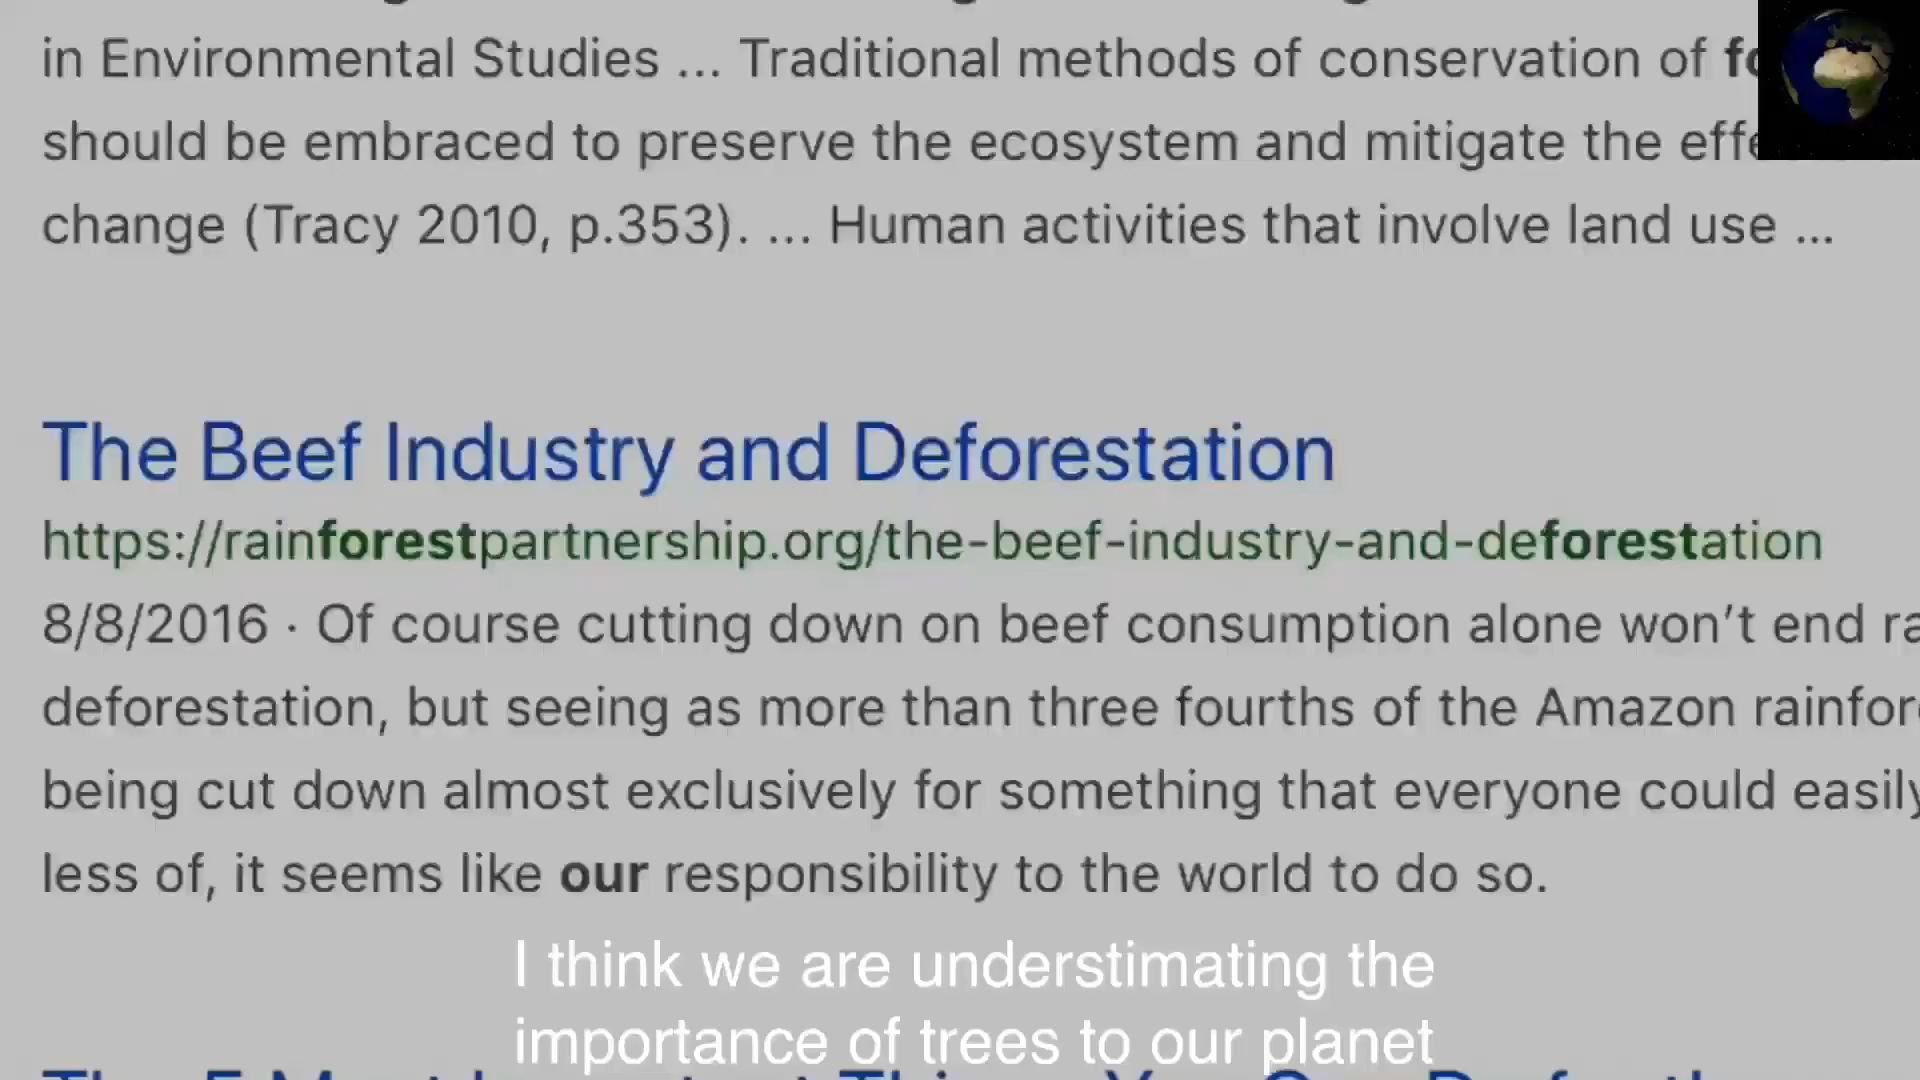 in Environmental Studies ... Traditional methods of conservation of
should be embraced to preserve the ecosystem and mitigate the
change (Tracy 2010, p.353). ... Human activities that involve land use ...
The Beef Industry and Deforestation
https://rainforestpartnership.org/the-beef-industry-and-deforestation
8/8/2016 · Of course cutting down on beef consumption alone won't end
deforestation, but seeing as more than three fourths of the Amazon
being cut down almost exclusively for something that everyone could easily
less of, it seems like our responsibility to the world to do so.
I think we are understimating the
importance of trees to our planet